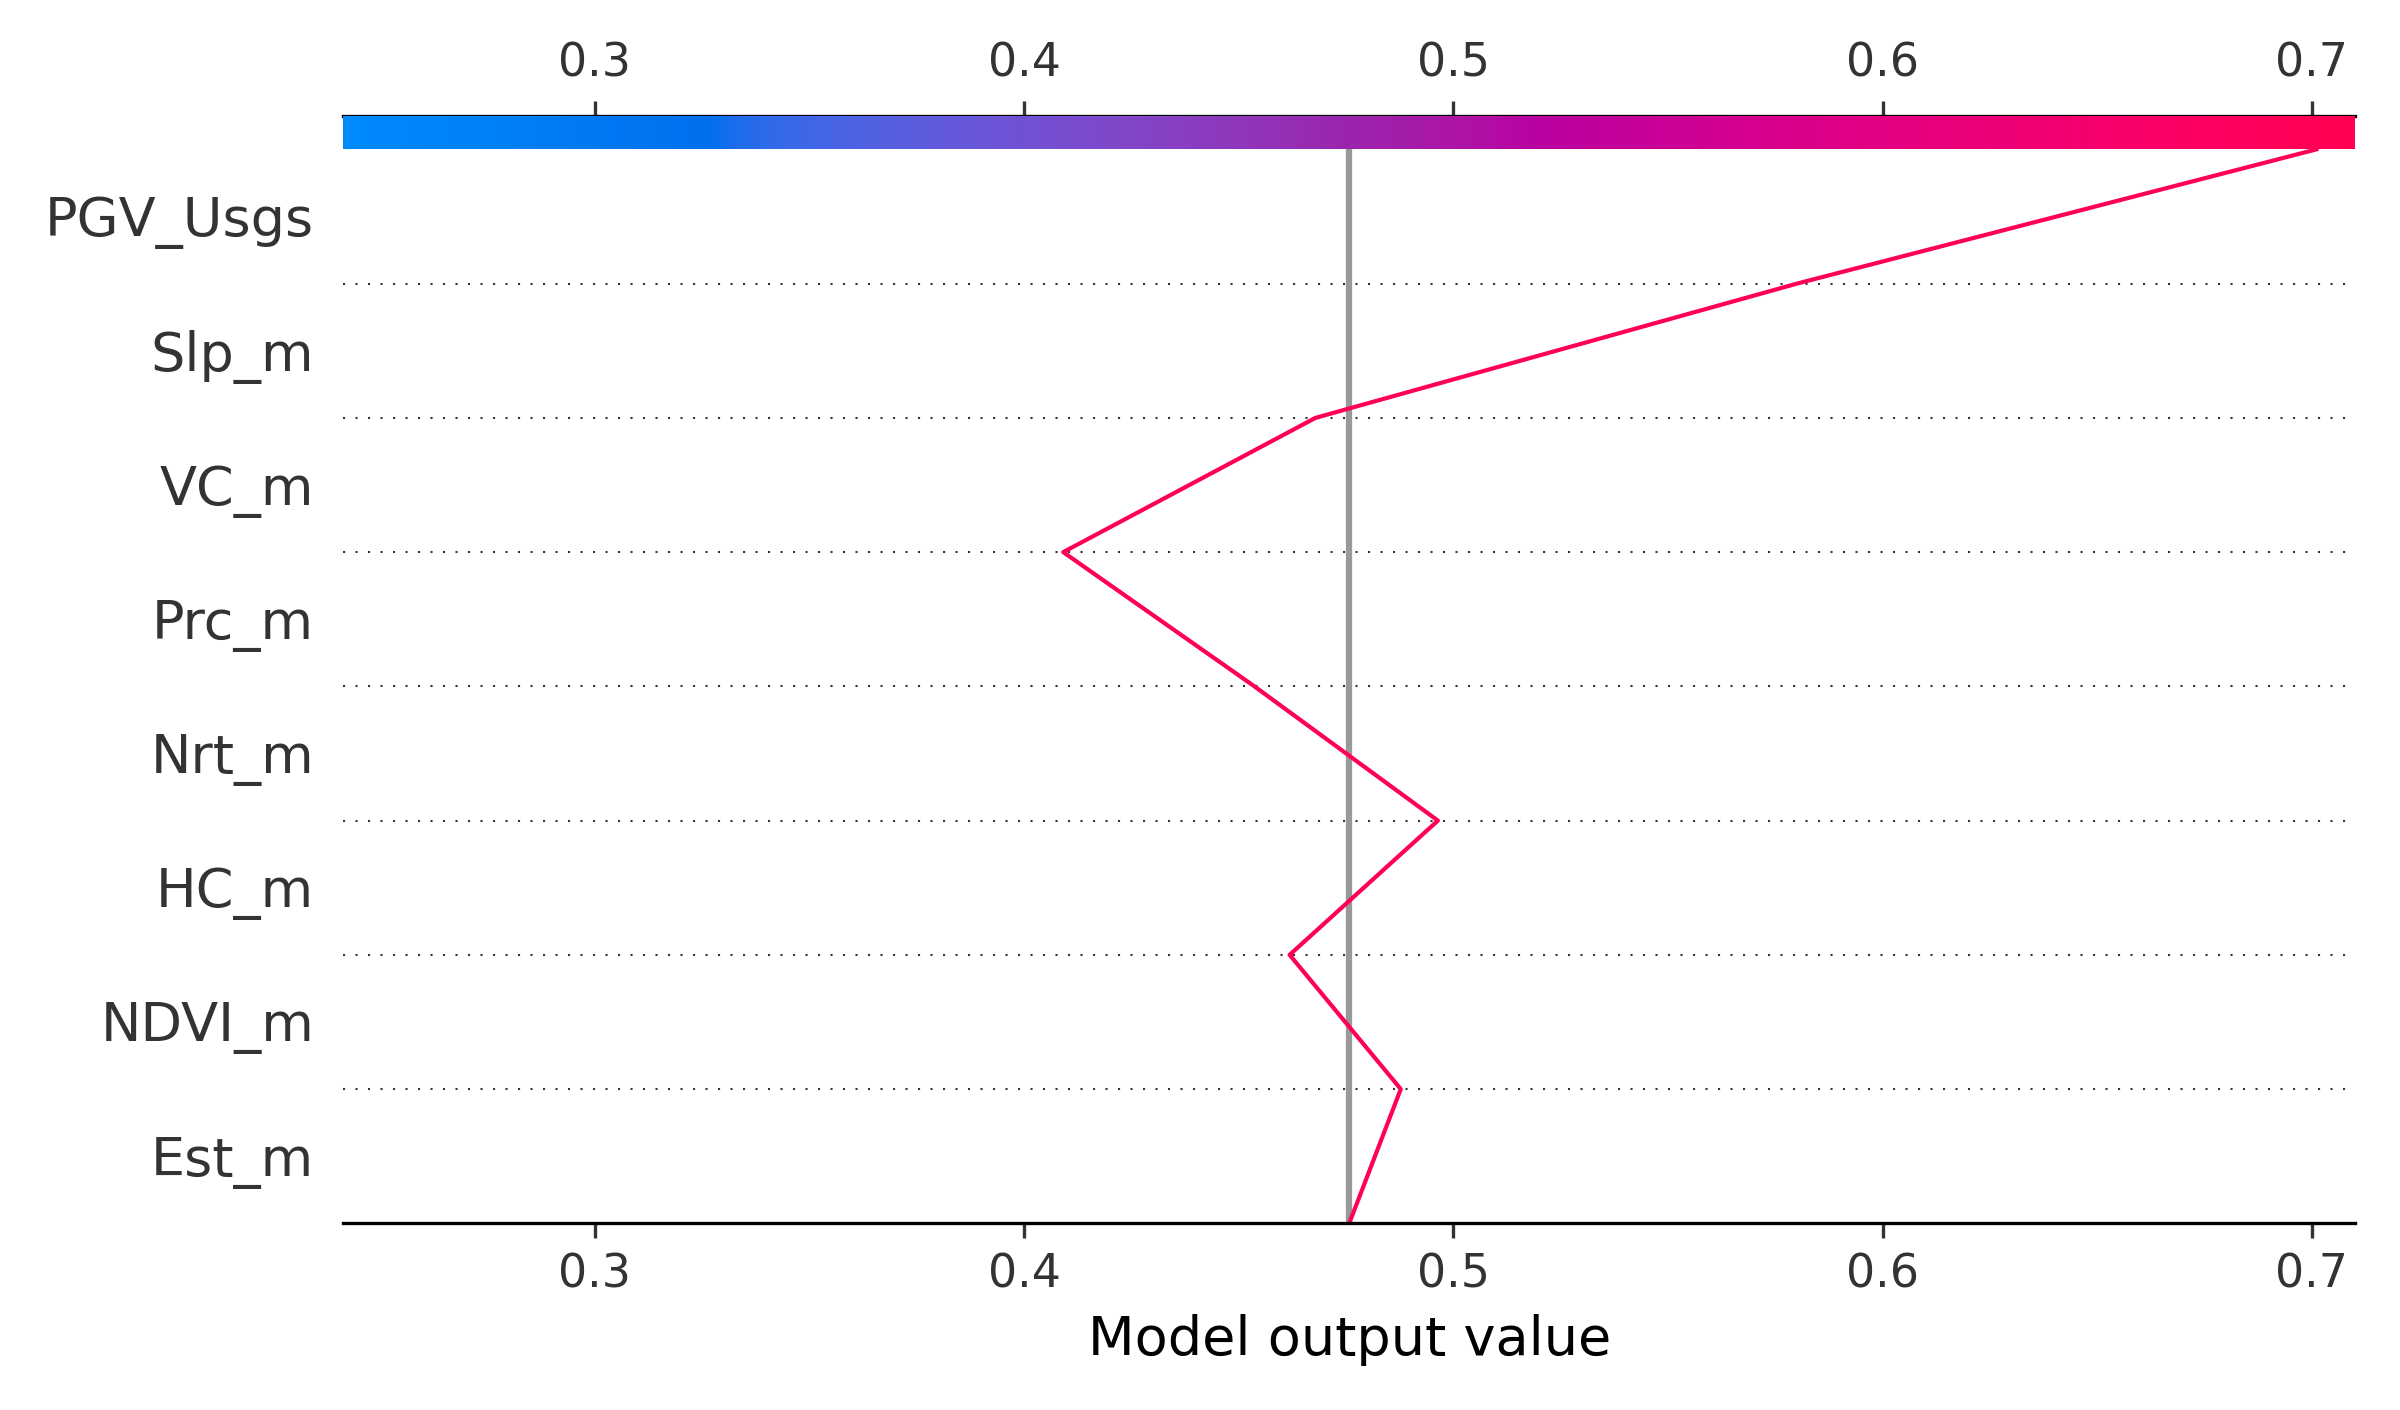 0.3 0.4 0.5 0.6 0.7
PGV_Usgs
Slp_m
VC_m
Prc_m
Nrt_m
HC_m
NDVI_m
Est_m
0.3 0.4 0.5 0.6 0.7
Model output value